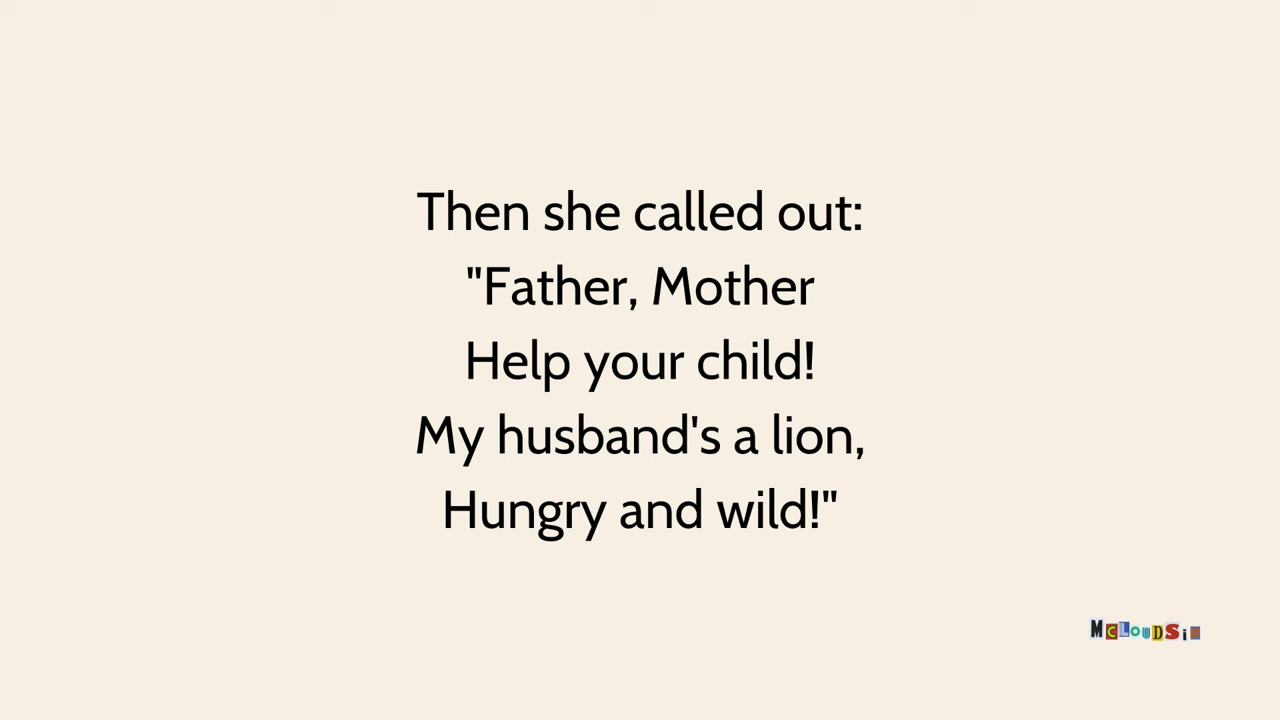 Then she called out:
"Father, Mother
Help your child!
My husband's a lion,
Hungry and wild!"